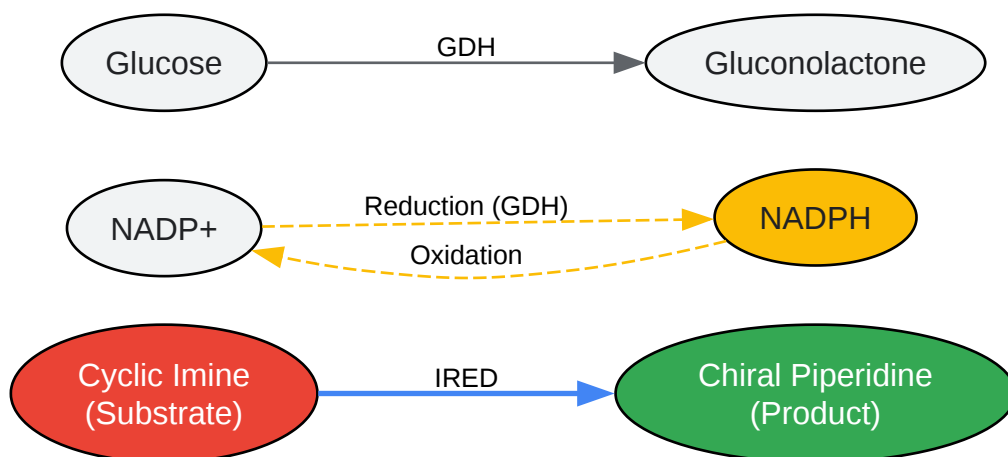 Glucose
GDH
Gluconolactone
NADP+
Reduction (GDH)
NADPH
Oxidation
Cyclic Imine
(Substrate)
IRED
Chiral Piperidine
(Product)